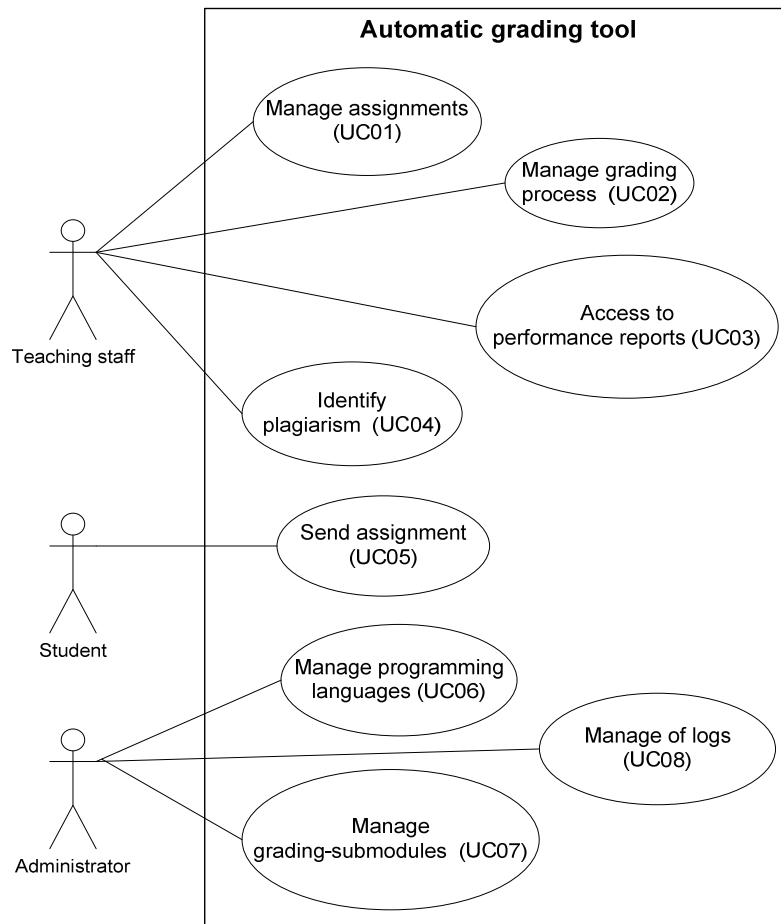 Automatic grading tool
Manage assignments
(UC01)
Manage grading
process (UC02)
Access to
performance reports (UC03)
Teaching staff
Identify
plagiarism (UC04)
Send assignment
(UC05)
Student
Manage programming
languages (UC06)
Manage of logs
(UC08)
Manage
grading-submodules (UC07)
Administrator